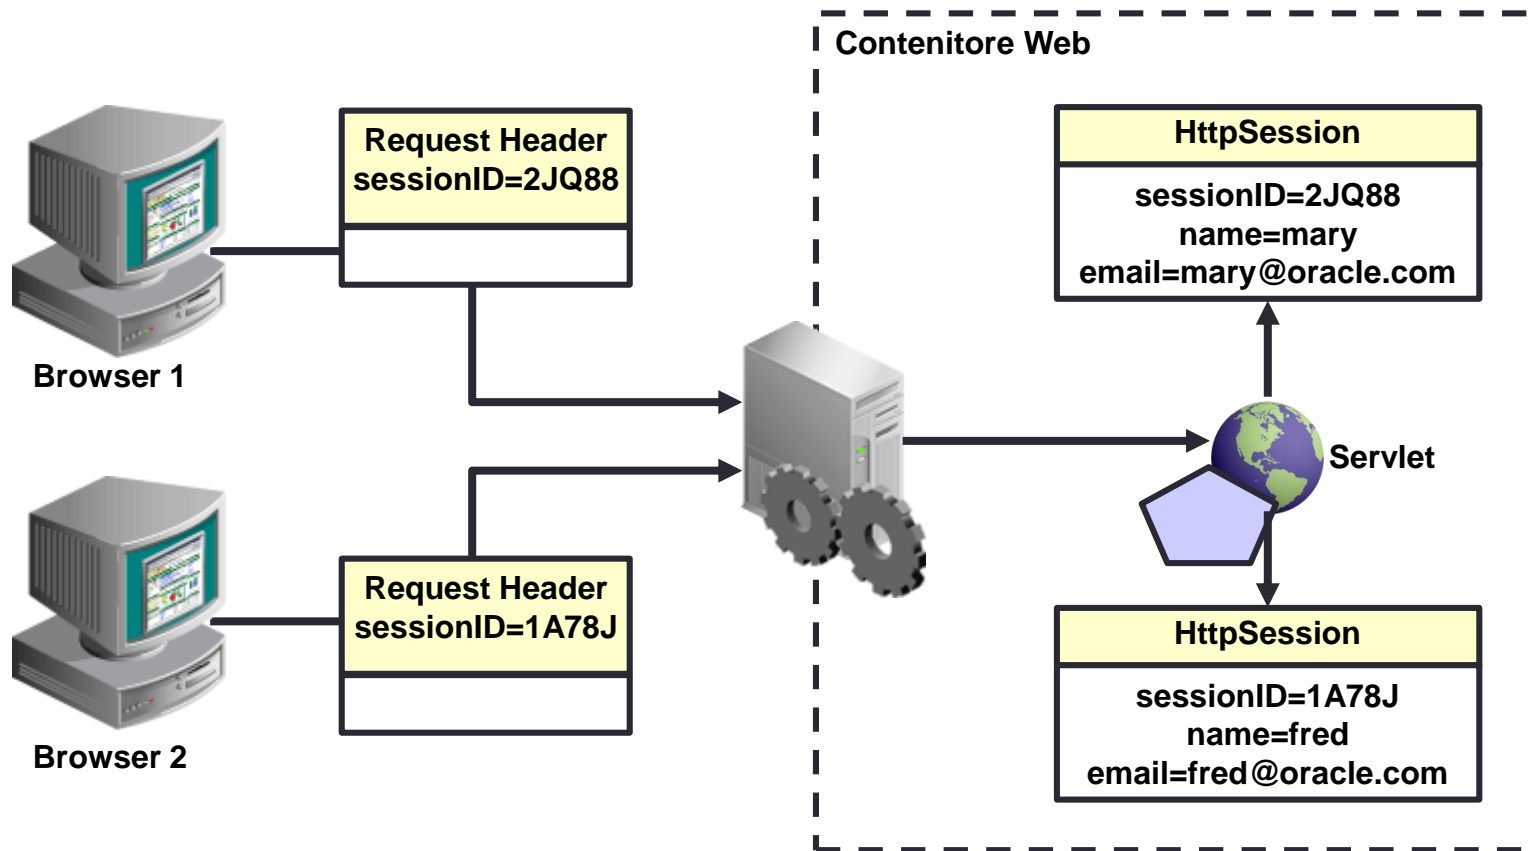 Contenitore Web
Request Header
sessionID=2JQ88
HttpSession
sessionID=2JQ88
name=mary
email=mary@oracle.com
Browser 1
Servlet
Request Header
sessionID=1A78J
HttpSession
sessionID=1A78J
name=fred
email=fred@oracle.com
Browser 2